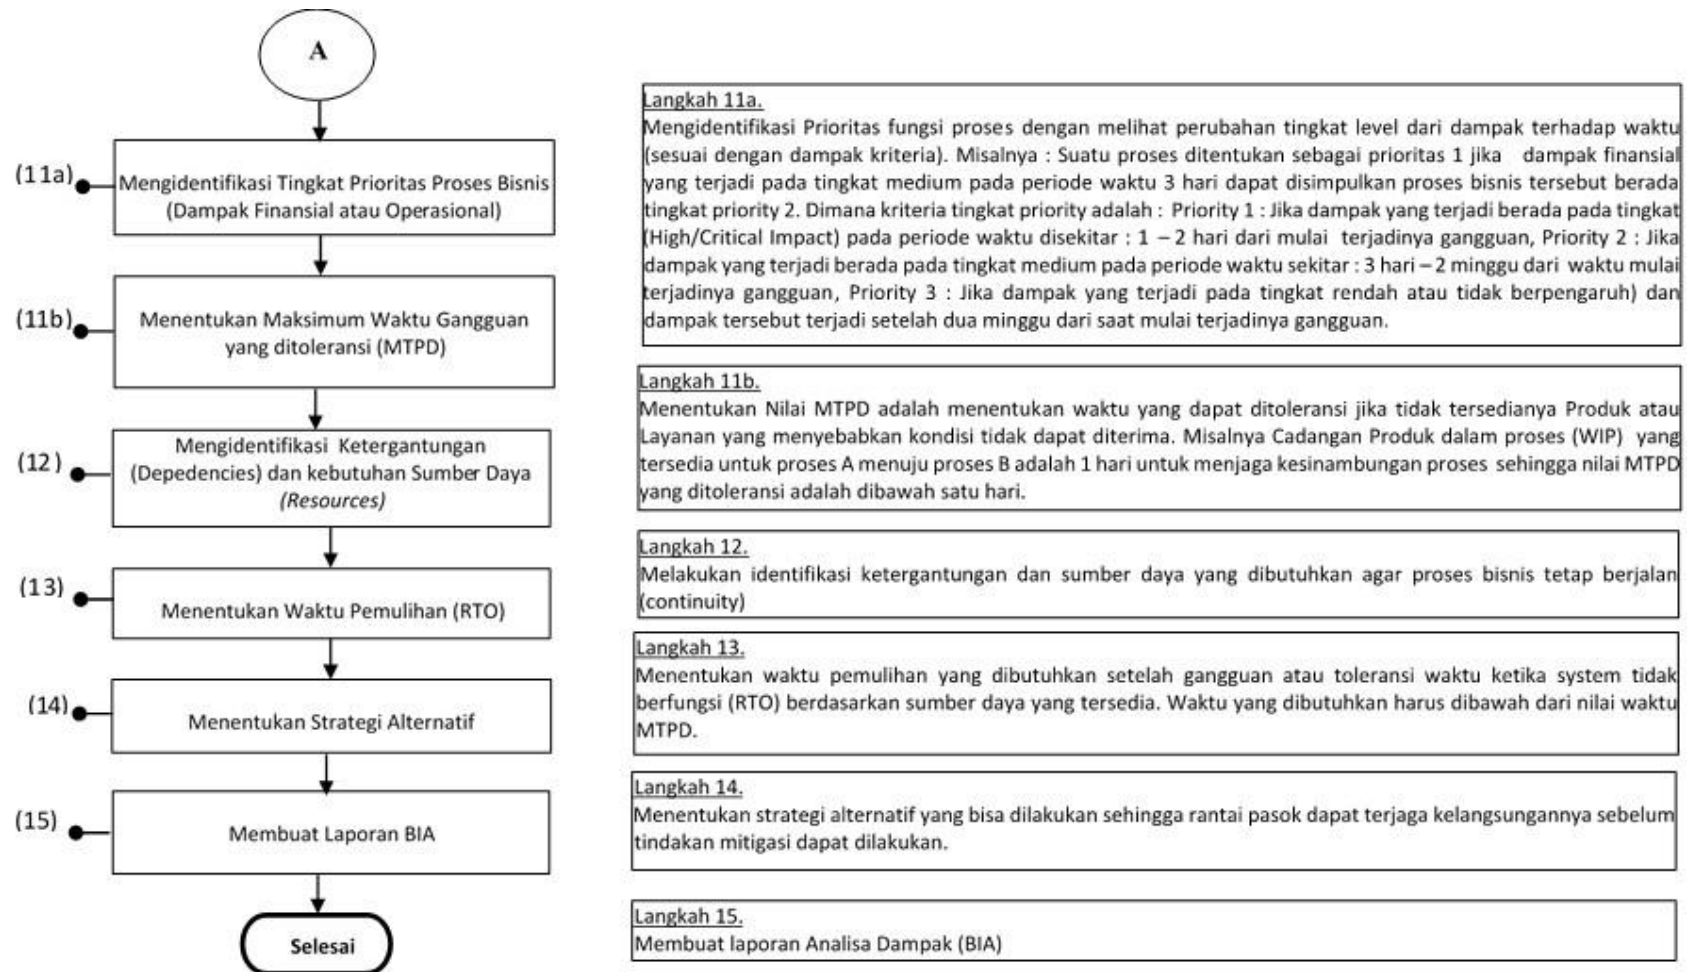 A
(11a)
Mengidentifikasi Tingkat Prioritas Proses Bisnis
(Dampak Finansial atau Operasional)
(11b)
Menentukan Maksimum Waktu Gangguan
yang ditoleransi (MTPD)
(12)
Mengidentifikasi Ketergantungan
(Depedencies) dan kebutuhan Sumber Daya
(Resources)
(13)
Menentukan Waktu Pemulihan (RTO)
(14)
Menentukan Strategi Alternatif
(15)
Membuat Laporan BIA
Selesai
Langkah 11a.
Mengidentifikasi Prioritas fungsi proses dengan melihat perubahan tingkat level dari dampak terhadap waktu
(sesuai dengan dampak kriteria). Misalnya : Suatu proses ditentukan sebagai prioritas 1 jika dampak finansial
yang terjadi pada tingkat medium pada periode waktu 3 hari dapat disimpulkan proses bisnis tersebut berada
tingkat priority 2. Dimana kriteria tingkat priority adalah : Priority 1 : Jika dampak yang terjadi berada pada tingkat
(High/Critical Impact) pada periode waktu disekitar : 1 – 2 hari dari mulai terjadinya gangguan, Priority 2 : Jika
dampak yang terjadi berada pada tingkat medium pada periode waktu sekitar : 3 hari – 2 minggu dari waktu mulai
terjadinya gangguan, Priority 3 : Jika dampak yang terjadi pada tingkat rendah atau tidak berpengaruh) dan
dampak tersebut terjadi setelah dua minggu dari saat mulai terjadinya gangguan.
Langkah 11b.
Menentukan Nilai MTPD adalah menentukan waktu yang dapat ditoleransi jika tidak tersedianya Produk atau
Layanan yang menyebabkan kondisi tidak dapat diterima. Misalnya Cadangan Produk dalam proses (WIP) yang
tersedia untuk proses A menuju proses B adalah 1 hari untuk menjaga kesinambungan proses sehingga nilai MTPD
yang ditoleransi adalah dibawah satu hari.
Langkah 12.
Melakukan identifikasi ketergantungan dan sumber daya yang dibutuhkan agar proses bisnis tetap berjalan
(continuity)
Langkah 13.
Menentukan waktu pemulihan yang dibutuhkan setelah gangguan atau toleransi waktu ketika system tidak
berfungsi (RTO) berdasarkan sumber daya yang tersedia. Waktu yang dibutuhkan harus dibawah dari nilai waktu
MTPD.
Langkah 14.
Menentukan strategi alternatif yang bisa dilakukan sehingga rantai pasok dapat terjaga kelangsungannya sebelum
tindakan mitigasi dapat dilakukan.
Langkah 15.
Membuat laporan Analisa Dampak (BIA)